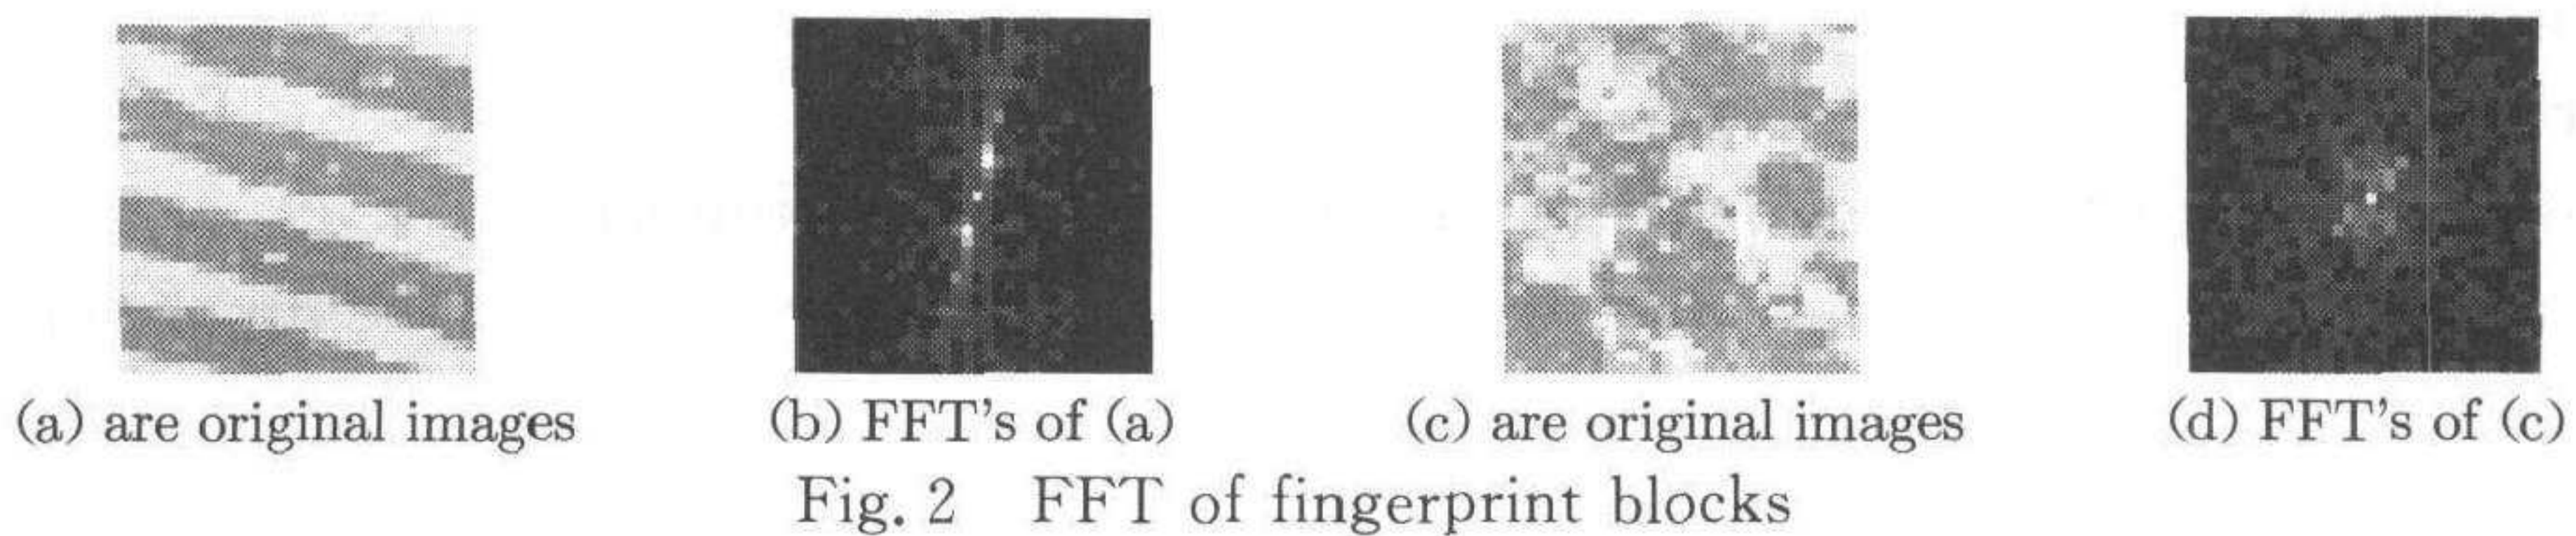 (a) are original images (b) FFT's of (a) (c) are original images (d) FFT's of (c)
Fig. 2 FFT of fingerprint blocks